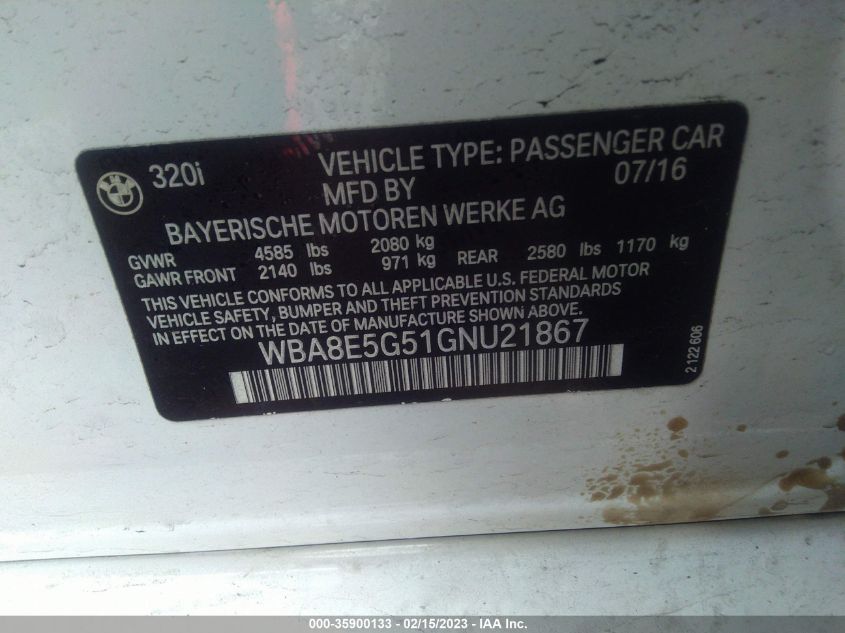 320i VEHICLE TYPE: PASSENGER CAR
MFD BY 07/16
BAYERISCHE MOTOREN WERKE AG
GVWR 4585 lbs 2080 kg
GAWR FRONT 2140 lbs 971 kg REAR 2580 lbs 1170 kg
THIS VEHICLE CONFORMS TO ALL APPLICABLE U.S. FEDERAL MOTOR
VEHICLE SAFETY, BUMPER AND THEFT PREVENTION STANDARDS
IN EFFECT ON THE DATE OF MANUFACTURE SHOWN ABOVE.
WBA8E5G51GNU21867
2 122 606
000-35900133 - 02/15/2023 - IAA Inc.